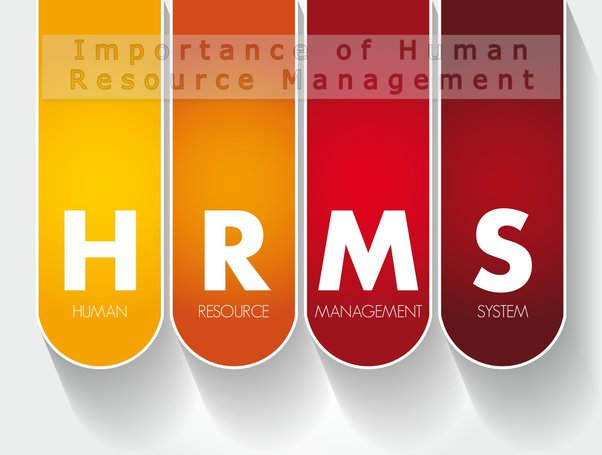 Importance of Human
Resource Management
H R M S
HUMAN RESOURCE MANAGEMENT SYSTEM